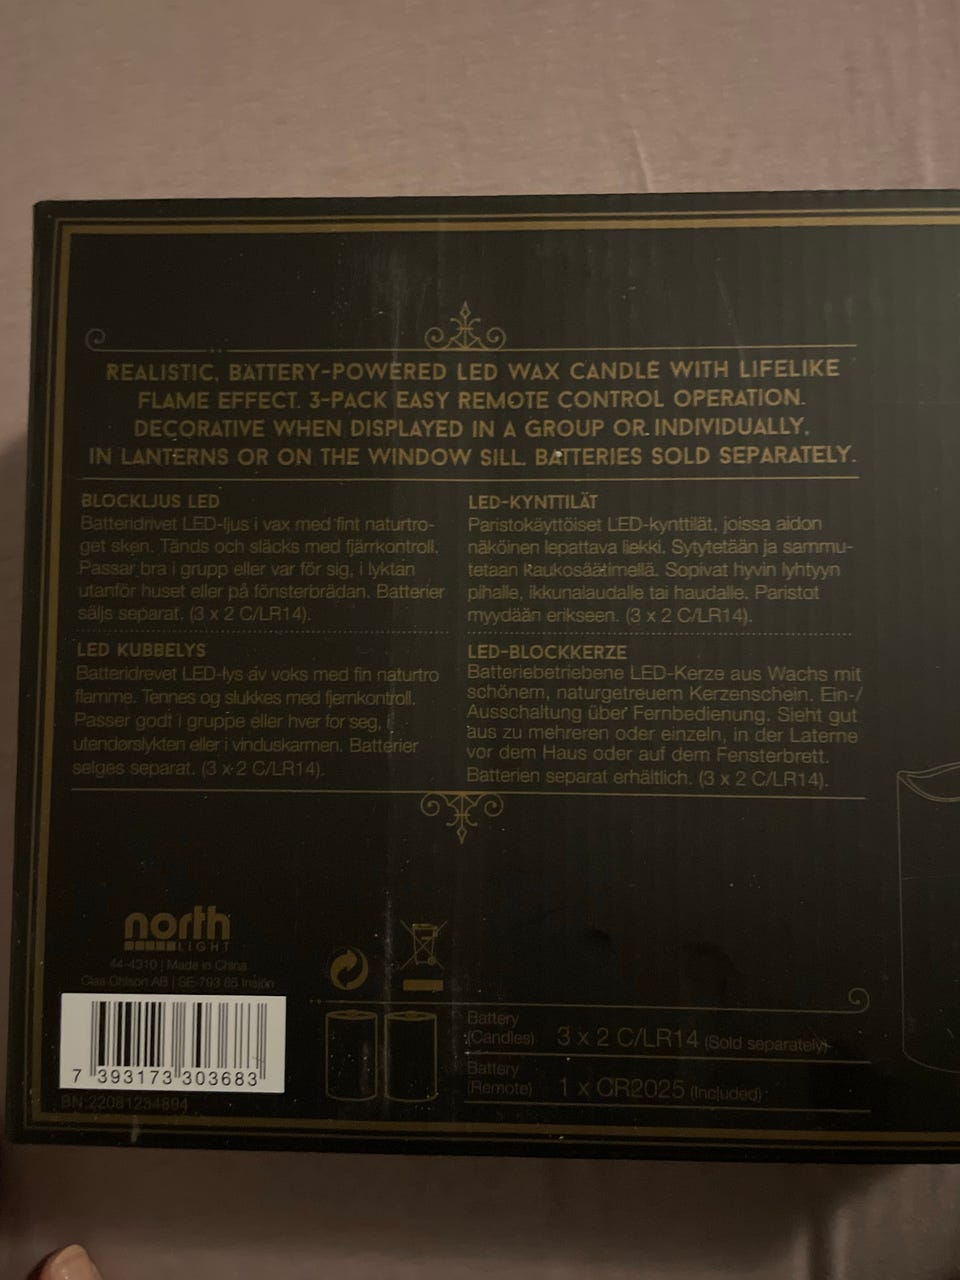 REALISTIC, BATTERY-POWERED LED WAX CANDLE WITH LIFELIKE
FLAME EFFECT. 3-PACK EASY REMOTE CONTROL OPERATION.
DECORATIVE WHEN DISPLAYED IN A GROUP OR INDIVIDUALLY,
IN LANTERNS OR ON THE WINDOW SILL. BATTERIES SOLD SEPARATELY.
BLOCKLJUS LED
Batteridrivet LED-ljus i vax med fint naturtro-
get sken. Tänds och släcks med fjärrkontroll.
Passar bra i grupp eller var för sig, i lyktan
utanför huset eller på fönsterbrädan. Batterier
säljs separat. (3 x 2 C/LR14).
LED KUBBELYS
Batteridrevet LED-lys av voks med fin naturtro
flamme. Tennes og slukkes med fjernkontroll.
Passer godt i gruppe eller hver for seg, i
utendørslykten eller i vinduskarmen. Batterier
selges separat. (3 x 2 C/LR14).
LED-KYNTTILÄT
Paristokäyttöiset LED-kynttilät, joissa aidon
näköinen lepattava liekki. Sytytetään ja sammu-
tetaan kaukosäätimellä. Sopivat hyvin lyhtyyn
pihalle, ikkunalaudalle tai haudalle. Paristot
myydään erikseen. (3 x 2 C/LR14).
LED-BLOCKKERZE
Batteriebetriebene LED-Kerze aus Wachs mit
schönem, naturgetreuem Kerzenschein. Ein-/
Ausschaltung über Fernbedienung. Sieht gut
aus zu mehreren oder einzeln, in der Laterne
vor dem Haus oder auf dem Fensterbrett.
Batterien separat erhältlich. (3 x 2 C/LR14).
north
LIGHT
44-4310 | Made in China
Clas Ohlson AB | SE-793 85 Insjön
7 393173 303683
BN:22081234894
Battery
(Candles) 3 x 2 C/LR14 (Sold separately)
Battery
(Remote) 1 x CR2025 (Included)